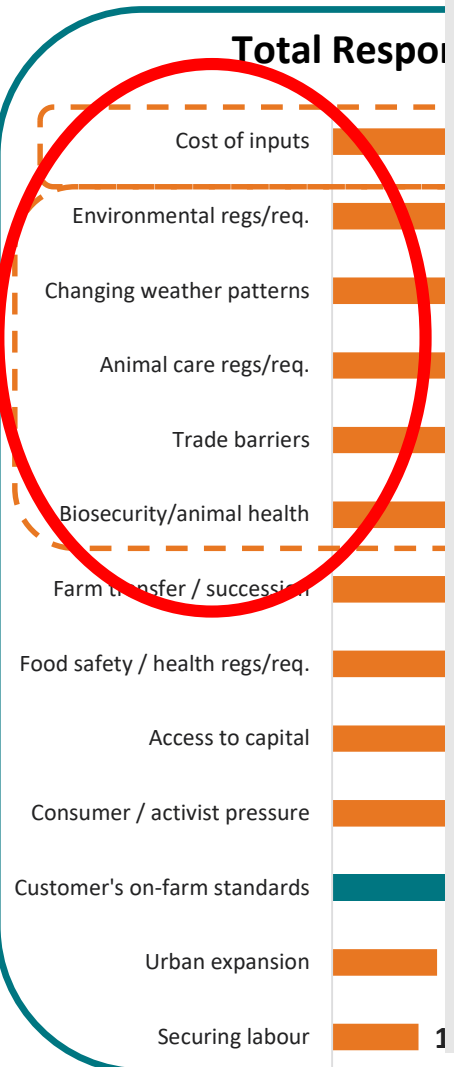 Total Respo
Cost of inputs
Environmental regs/req.
Changing weather patterns
Animal care regs/req.
Trade barriers
Biosecurity/animal health
Farm transfer / succession
Food safety / health regs/req.
Access to capital
Consumer / activist pressure
Customer's on-farm standards
Urban expansion
Securing labour
1